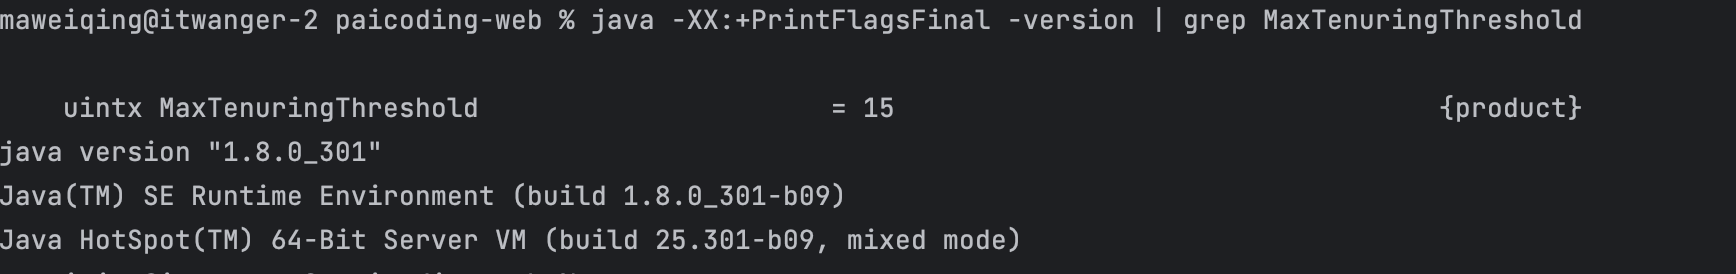 maweiqing@itwanger-2 paicoding-web % java -XX:+PrintFlagsFinal -version | grep MaxTenuringThreshold
uintx MaxTenuringThreshold = 15 {product}
java version "1.8.0_301"
Java(TM) SE Runtime Environment (build 1.8.0_301-b09)
Java HotSpot(TM) 64-Bit Server VM (build 25.301-b09, mixed mode)